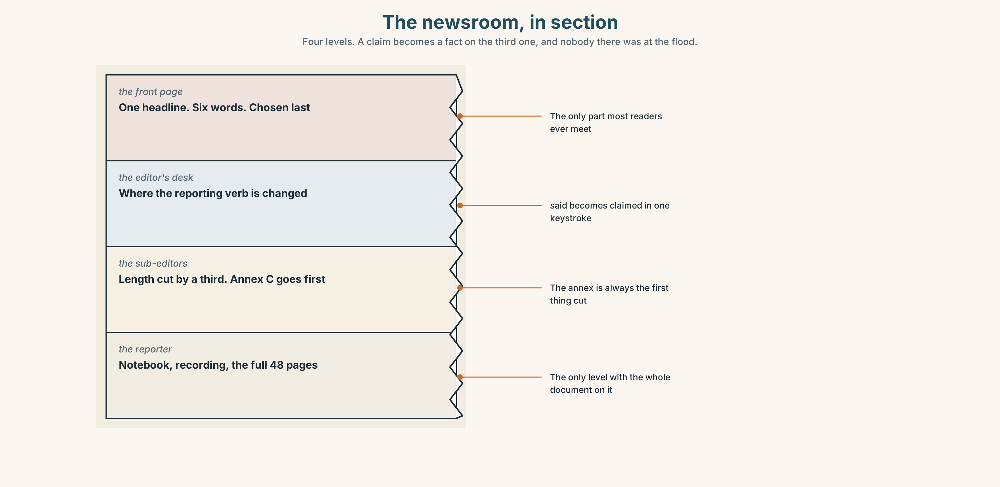 The newsroom, in section
Four levels. A claim becomes a fact on the third one, and nobody there was at the flood.
the front page
One headline. Six words. Chosen last
The only part most readers
ever meet
the editor's desk
Where the reporting verb is changed
said becomes claimed in one
keystroke
the sub-editors
Length cut by a third. Annex C goes first
The annex is always the first
thing cut
the reporter
Notebook, recording, the full 48 pages
The only level with the whole
document on it